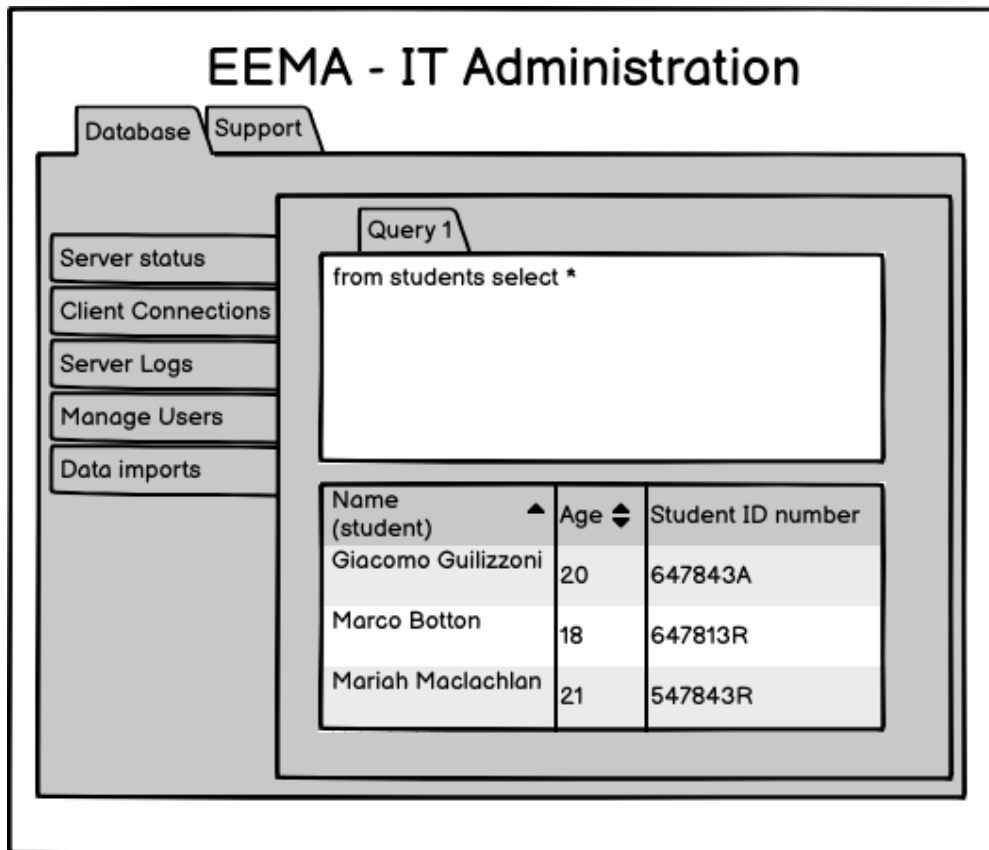 EEMA - IT Administration
Database Support
Server status
Client Connections
Server Logs
Manage Users
Data imports
Query 1
from students select *
Name
(student) Age Student ID number
Giacomo Guilizzoni 20 647843A
Marco Botton 18 647813R
Mariah Maclachlan 21 547843R